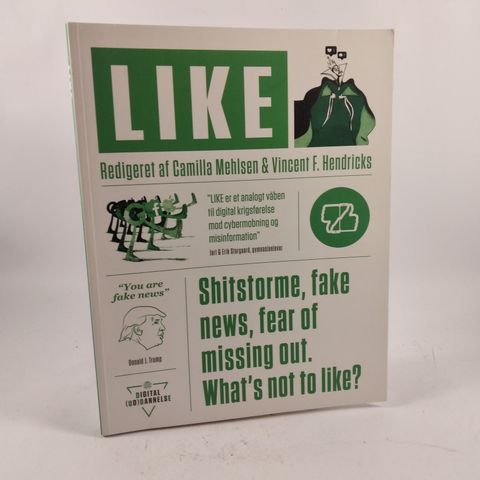 LIKE
Redigeret af Camilla Mehlsen & Vincent F. Hendricks
"LIKE er et analogt våben
til digital krigsførelse
mod cybermobning og
misinformation"
Jarl & Erik Storgaard, gymnasieelever
"You are
fake news"
Donald J. Trump
Shitstorme, fake
news, fear of
missing out.
What's not to like?
DIGITAL
(UD)DANNELSE